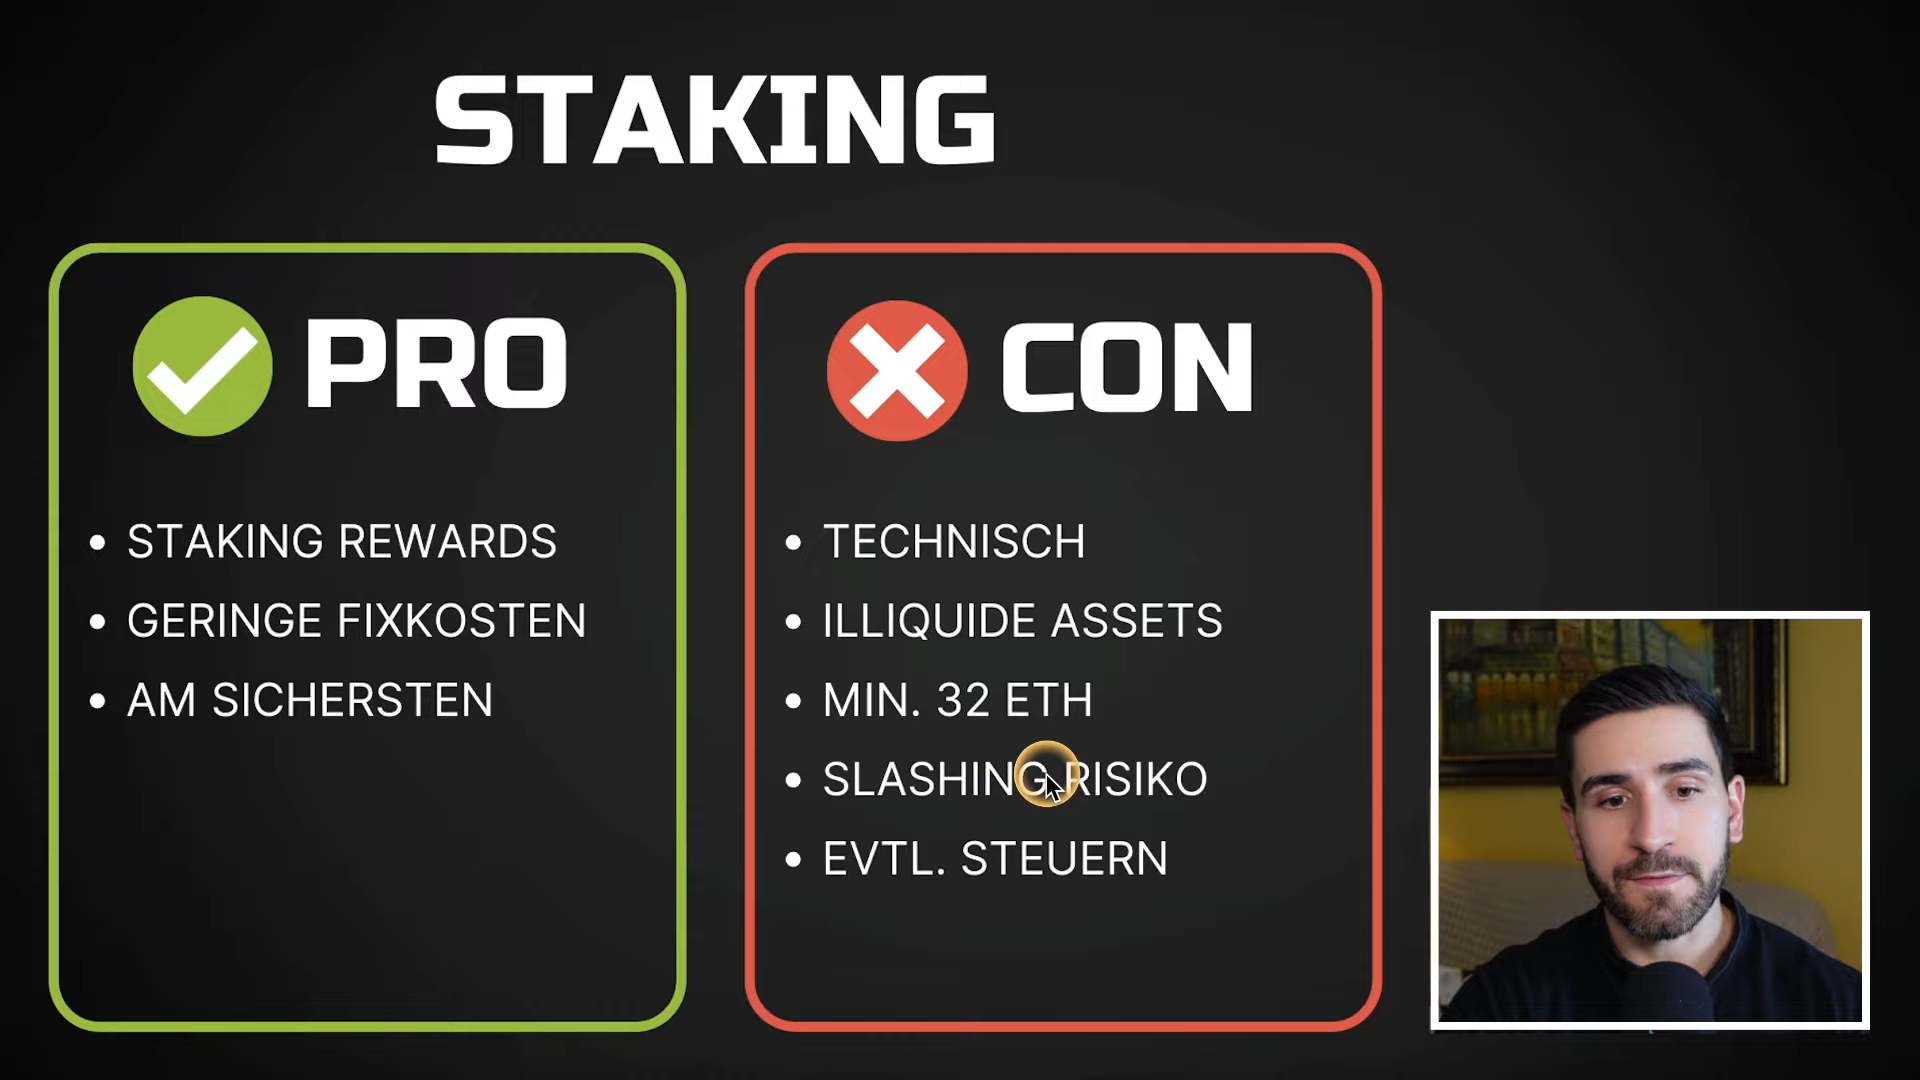 STAKING
PRO
STAKING REWARDS
GERINGE FIXKOSTEN
AM SICHERSTEN
CON
TECHNISCH
ILLIQUIDE ASSETS
MIN. 32 ETH
SLASHING RISIKO
EVTL. STEUERN